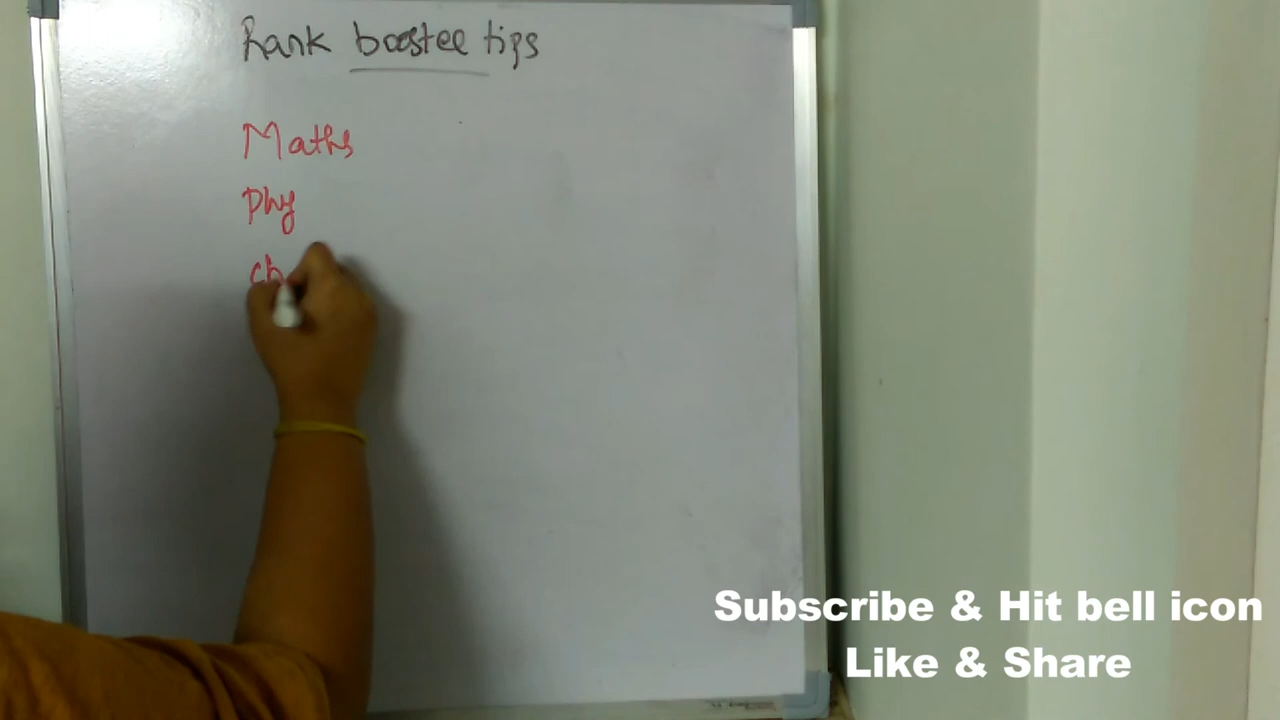 Rank booster tips
Maths
Phy
ch
Subscribe & Hit bell icon
Like & Share